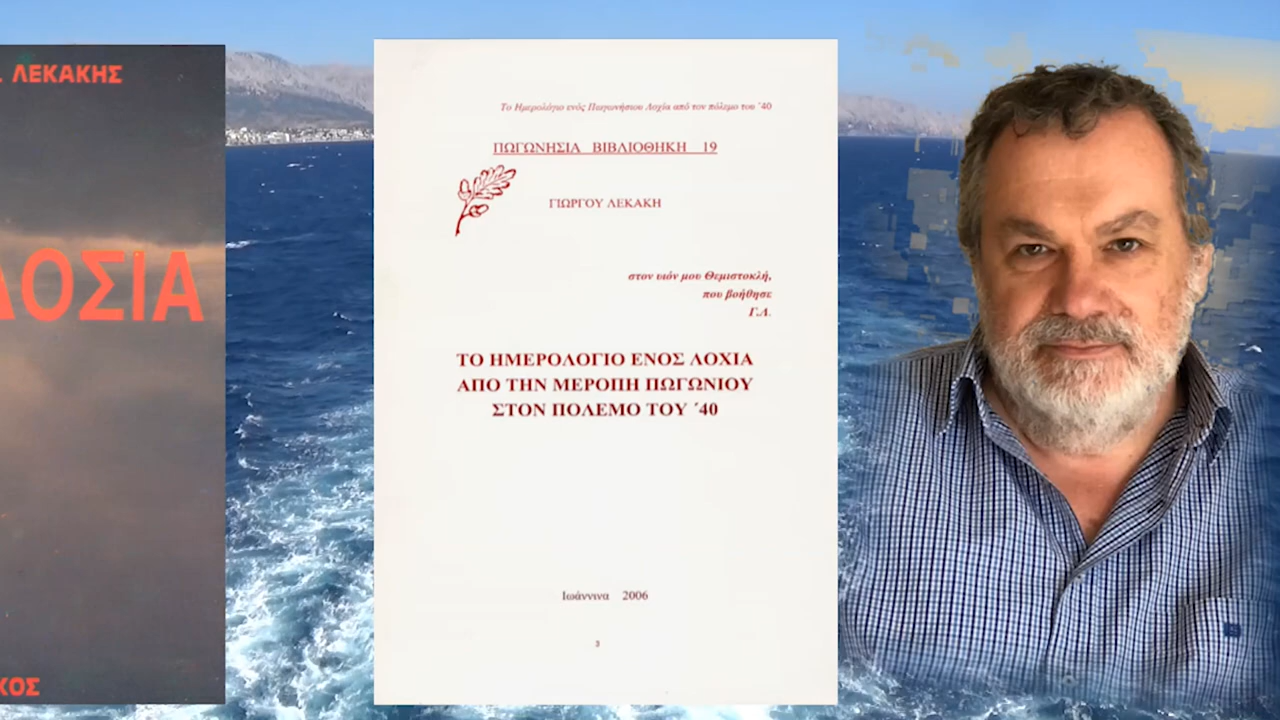 . ΛΕΚΑΚΗΣ
ΔΟΣΙΑ
ΚΟΣ
Το Ημερολόγιο ενός Πωγωνήσιου Λοχία από τον πόλεμο του ΄40
ΠΩΓΩΝΗΣΙΑ ΒΙΒΛΙΟΘΗΚΗ 19
ΓΙΩΡΓΟΥ ΛΕΚΑΚΗ
στον υιόν μου Θεμιστοκλή,
που βοήθησε
Γ.Λ.
ΤΟ ΗΜΕΡΟΛΟΓΙΟ ΕΝΟΣ ΛΟΧΙΑ
ΑΠΟ ΤΗΝ ΜΕΡΟΠΗ ΠΩΓΩΝΙΟΥ
ΣΤΟΝ ΠΟΛΕΜΟ ΤΟΥ ΄40
Ιωάννινα 2006
3